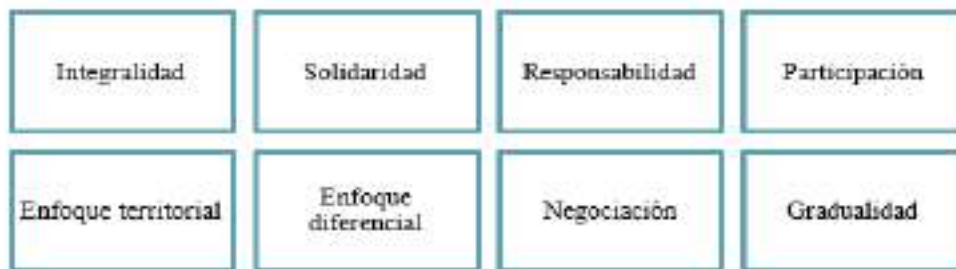 Integralidad
Solidaridad
Responsabilidad
Participación
Enfoque territorial
Enfoque
diferencial
Negociación
Gradualidad